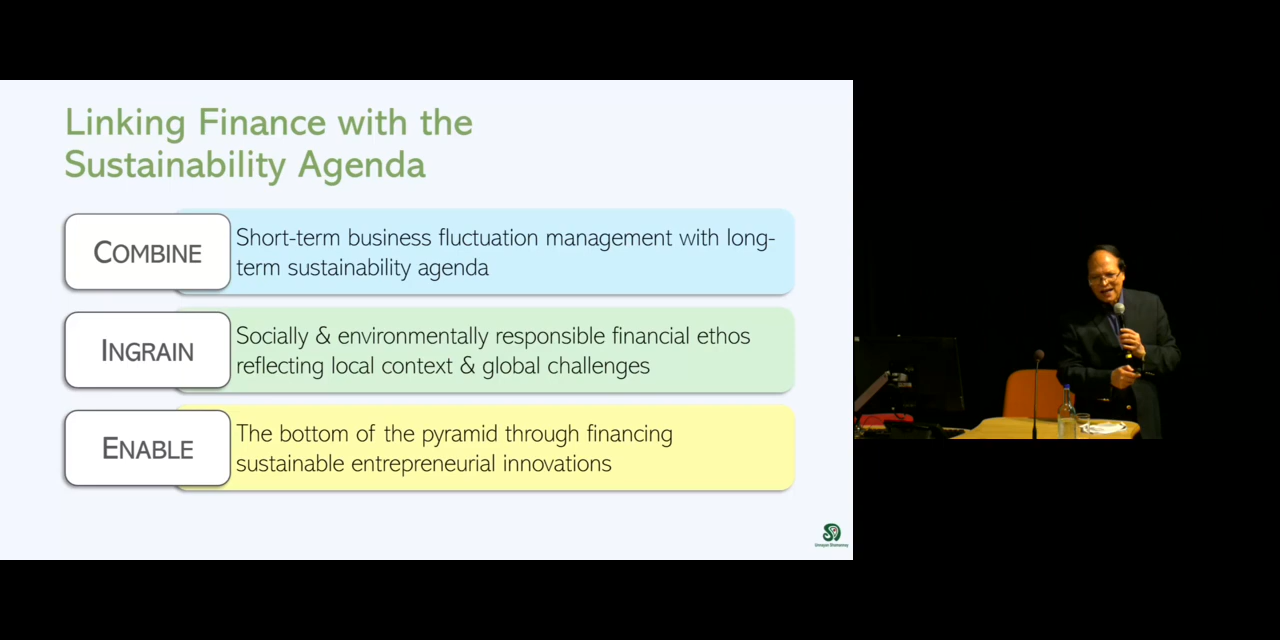 Linking Finance with the
Sustainability Agenda
COMBINE
Short-term business fluctuation management with long-
term sustainability agenda
INGRAIN
Socially & environmentally responsible financial ethos
reflecting local context & global challenges
ENABLE
The bottom of the pyramid through financing
sustainable entrepreneurial innovations
Unnayan Shamannay